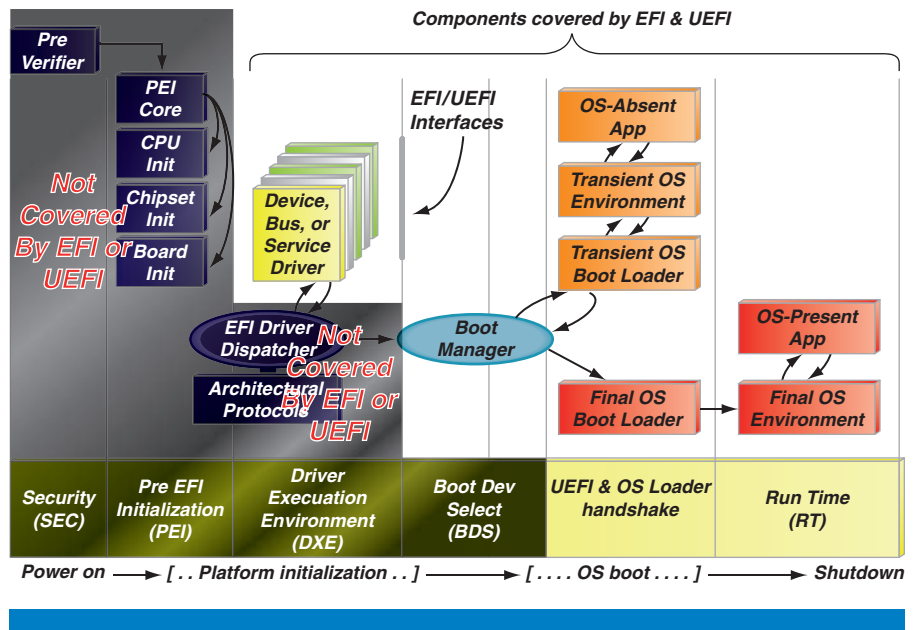 Components covered by EFI & UEFI
Pre
Verifier
PEI
Core
CPU
Init
Chipset
Init
Board
Init
Not
Covered
By EFI or
UEFI
EFI/UEFI
Interfaces
Device,
Bus, or
Service
Driver
EFI Driver
Dispatcher
Architectural
Protocols
Not
Covered
By EFI or
UEFI
Boot
Manager
OS-Absent
App
Transient OS
Environment
Transient OS
Boot Loader
Final OS
Boot Loader
OS-Present
App
Final OS
Environment
Security
(SEC)
Pre EFI
Initialization
(PEI)
Driver
Execuation
Environment
(DXE)
Boot Dev
Select
(BDS)
UEFI & OS Loader
handshake
Run Time
(RT)
Power on [ . . Platform initialization . . ] [ . . . . OS boot . . . . ] Shutdown